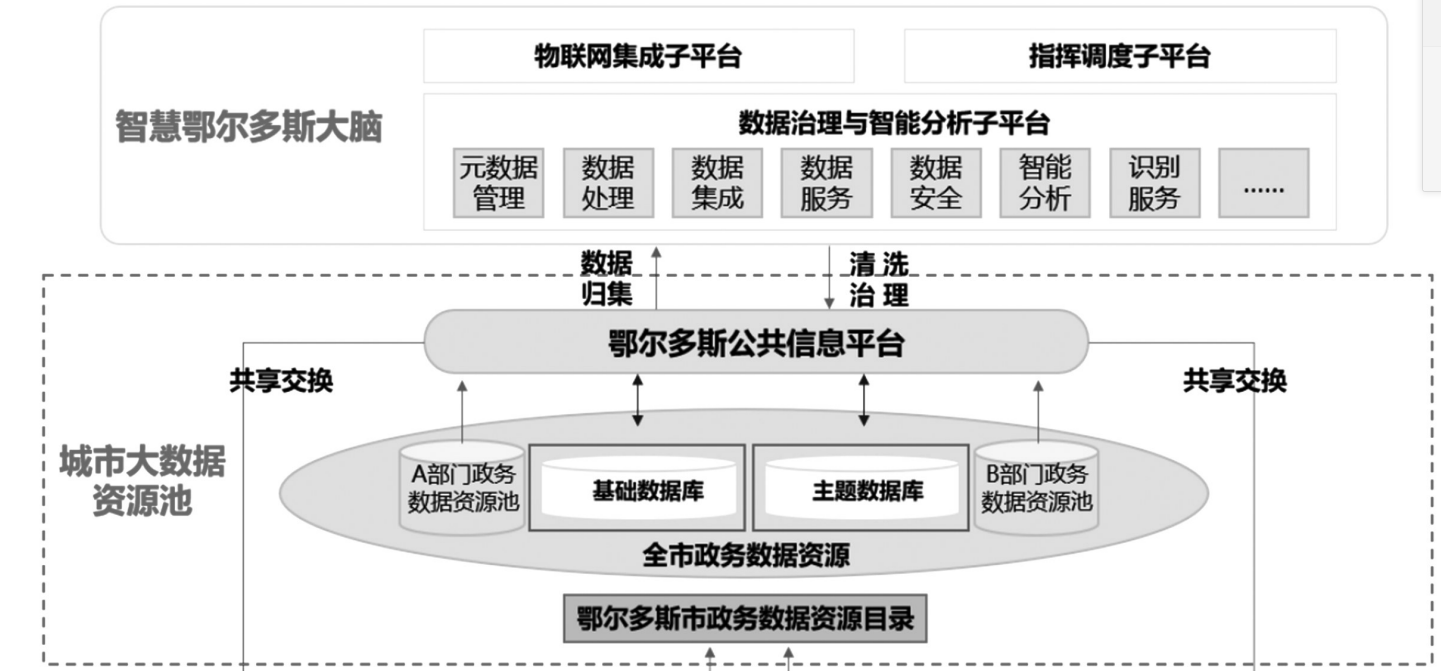 物联网集成子平台
指挥调度子平台
智慧鄂尔多斯大脑
数据治理与智能分析子平台
元数据
管理
数据
处理
数据
集成
数据
服务
数据
安全
智能
分析
识别
服务
......
数据
归集
清洗
治理
鄂尔多斯公共信息平台
共享交换
共享交换
城市大数据
资源池
A部门政务
数据资源池
基础数据库
主题数据库
B部门政务
数据资源池
全市政务数据资源
鄂尔多斯市政务数据资源目录